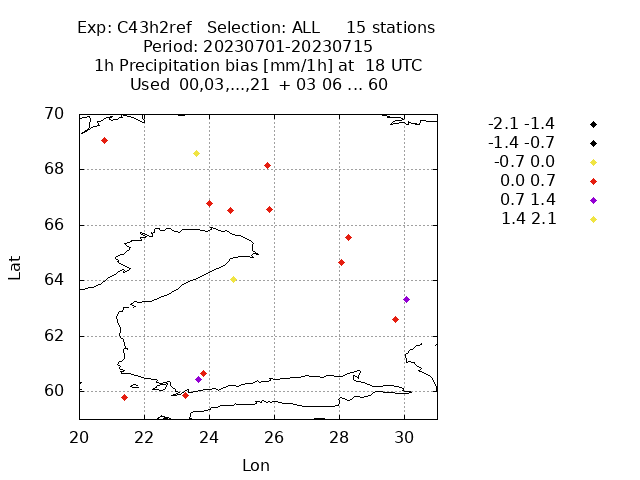 Exp: C43h2ref   Selection: ALL     15 stations
Period: 20230701-20230715
1h Precipitation bias [mm/1h] at  18 UTC
Used  00,03,...,21  + 03 06 ... 60
-2.1 -1.4
-1.4 -0.7
-0.7 0.0
0.0 0.7
0.7 1.4
1.4 2.1
Lat
70
68
66
64
62
60
20 22 24 26 28 30
Lon